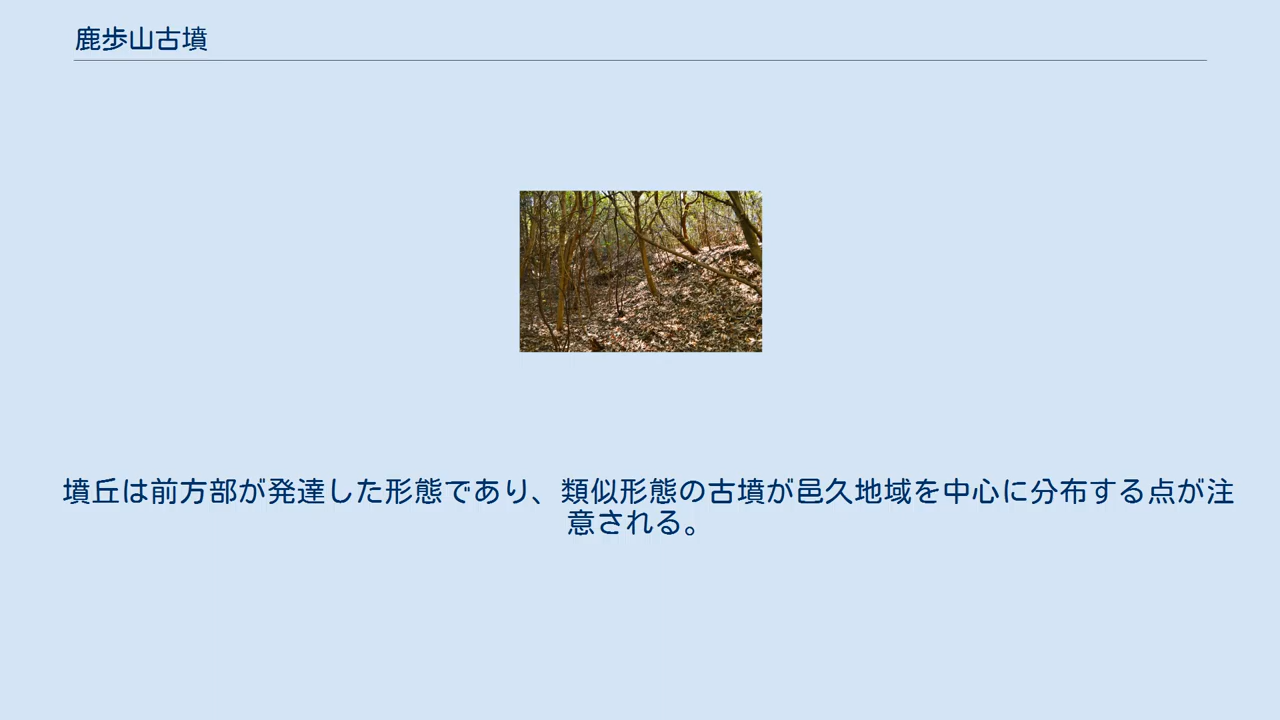 鹿歩山古墳
墳丘は前方部が発達した形態であり、類似形態の古墳が邑久地域を中心に分布する点が注
意される。